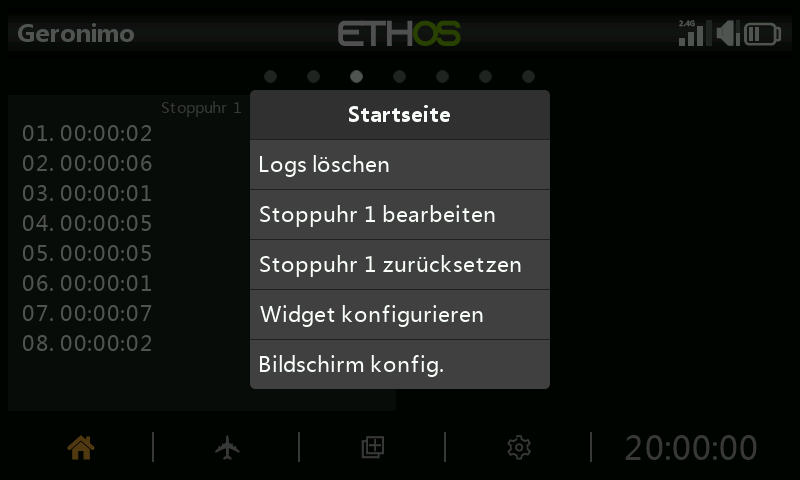 Geronimo
ETHOS
2.4G
Stoppuhr 1
01. 00:00:02
02. 00:00:06
03. 00:00:01
04. 00:00:05
05. 00:00:05
06. 00:00:01
07. 00:00:07
08. 00:00:02
Startseite
Logs löschen
Stoppuhr 1 bearbeiten
Stoppuhr 1 zurücksetzen
Widget konfigurieren
Bildschirm konfig.
20:00:00